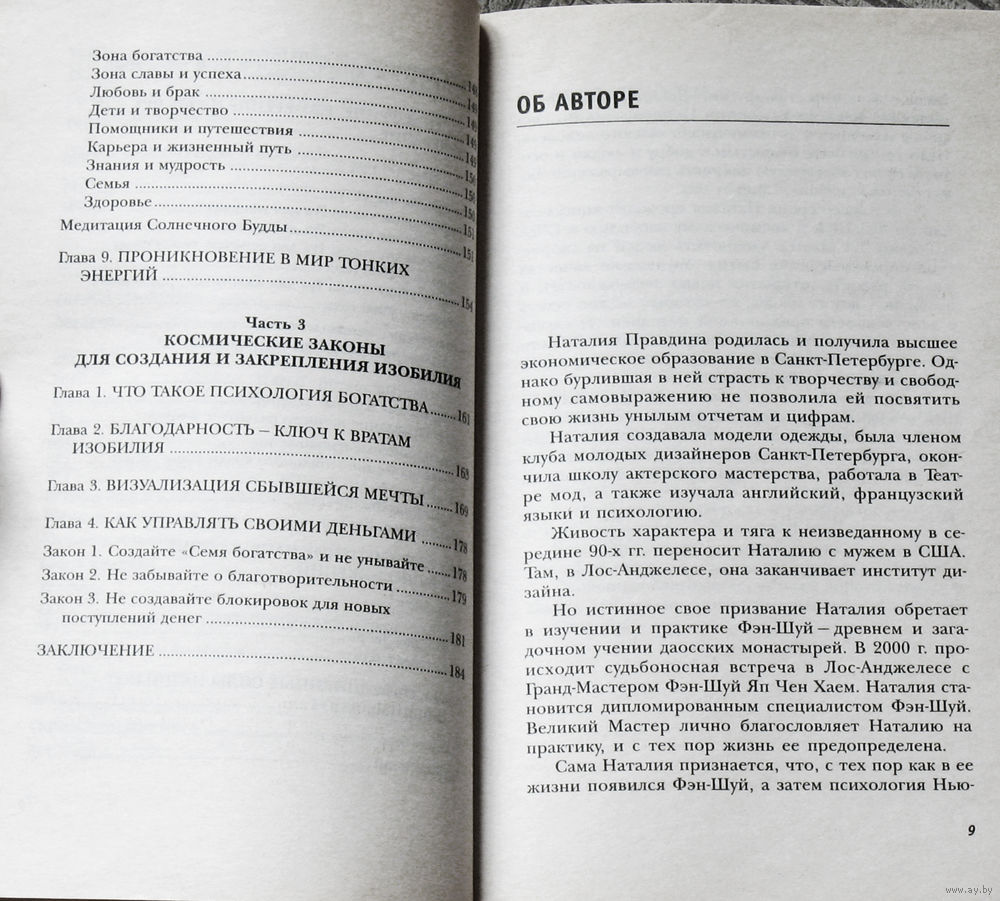 Зона богатства
Зона славы и успеха 148
Любовь и брак 149
Дети и творчество 149
Помощники и путешествия 149
Карьера и жизненный путь 149
Знания и мудрость 150
Семья 150
Здоровье 150
Медитация Солнечного Будды 151
Глава 9. ПРОНИКНОВЕНИЕ В МИР ТОНКИХ
ЭНЕРГИЙ 154
Часть 3
КОСМИЧЕСКИЕ ЗАКОНЫ
ДЛЯ СОЗДАНИЯ И ЗАКРЕПЛЕНИЯ ИЗОБИЛИЯ
Глава 1. ЧТО ТАКОЕ ПСИХОЛОГИЯ БОГАТСТВА 161
Глава 2. БЛАГОДАРНОСТЬ – КЛЮЧ К ВРАТАМ
ИЗОБИЛИЯ 163
Глава 3. ВИЗУАЛИЗАЦИЯ СБЫВШЕЙСЯ МЕЧТЫ 169
Глава 4. КАК УПРАВЛЯТЬ СВОИМИ ДЕНЬГАМИ 178
Закон 1. Создайте «Семя богатства» и не унывайте 178
Закон 2. Не забывайте о благотворительности 179
Закон 3. Не создавайте блокировок для новых
поступлений денег 181
ЗАКЛЮЧЕНИЕ 184
ОБ АВТОРЕ
Наталия Правдина родилась и получила высшее
экономическое образование в Санкт-Петербурге. Од-
нако бурлившая в ней страсть к творчеству и свобод-
ному самовыражению не позволила ей посвятить
свою жизнь унылым отчетам и цифрам.
Наталия создавала модели одежды, была членом
клуба молодых дизайнеров Санкт-Петербурга, окон-
чила школу актерского мастерства, работала в Теат-
ре мод, а также изучала английский, французский
языки и психологию.
Живость характера и тяга к неизведанному в се-
редине 90-х гг. переносит Наталию с мужем в США.
Там, в Лос-Анджелесе, она заканчивает институт ди-
зайна.
Но истинное свое призвание Наталия обретает
в изучении и практике Фэн-Шуй – древнем и зага-
дочном учении даосских монастырей. В 2000 г. про-
исходит судьбоносная встреча в Лос-Анджелесе с
Гранд-Мастером Фэн-Шуй Яп Чен Хаем. Наталия ста-
новится дипломированным специалистом Фэн-Шуй.
Великий Мастер лично благословляет Наталию на
практику, и с тех пор жизнь ее предопределена.
Сама Наталия признается, что, с тех пор как в ее
жизни появился Фэн-Шуй, а затем психология Нью-
9
www.ay.by